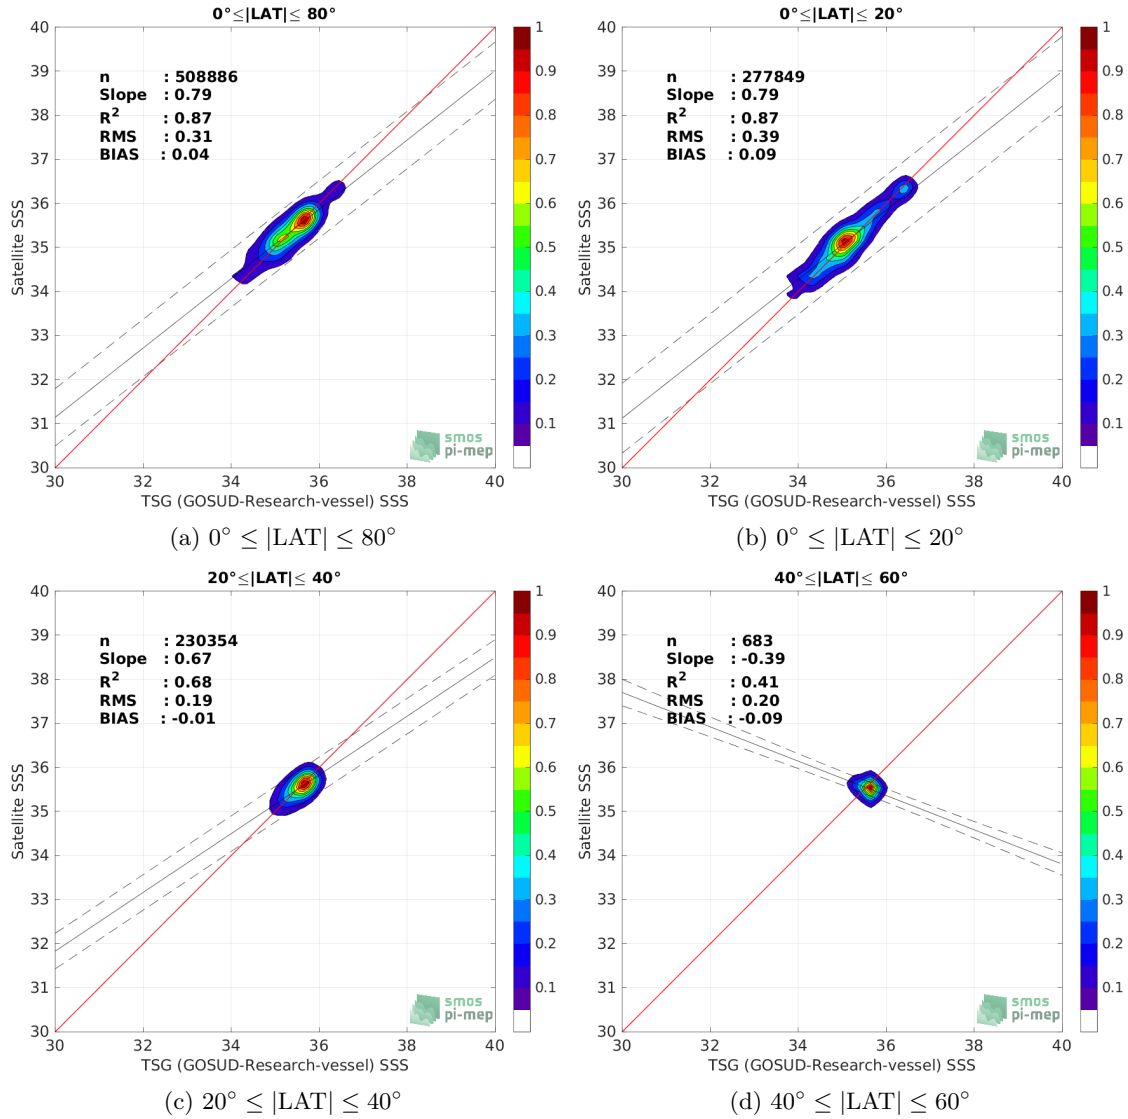 0°≤|LAT|≤ 80°
40
39
38
37
36
35
34
33
32
31
30
Satellite SSS
n : 508886
Slope : 0.79
R² : 0.87
RMS : 0.31
BIAS : 0.04
smos
pi-mep
30 32 34 36 38 40
TSG (GOSUD-Research-vessel) SSS
1
0.9
0.8
0.7
0.6
0.5
0.4
0.3
0.2
0.1
(a) 0° ≤ |LAT| ≤ 80°
0°≤|LAT|≤ 20°
40
39
38
37
36
35
34
33
32
31
30
Satellite SSS
n : 277849
Slope : 0.79
R² : 0.87
RMS : 0.39
BIAS : 0.09
smos
pi-mep
30 32 34 36 38 40
TSG (GOSUD-Research-vessel) SSS
1
0.9
0.8
0.7
0.6
0.5
0.4
0.3
0.2
0.1
(b) 0° ≤ |LAT| ≤ 20°
20°≤|LAT|≤ 40°
40
39
38
37
36
35
34
33
32
31
30
Satellite SSS
n : 230354
Slope : 0.67
R² : 0.68
RMS : 0.19
BIAS : -0.01
smos
pi-mep
30 32 34 36 38 40
TSG (GOSUD-Research-vessel) SSS
1
0.9
0.8
0.7
0.6
0.5
0.4
0.3
0.2
0.1
(c) 20° ≤ |LAT| ≤ 40°
40°≤|LAT|≤ 60°
40
39
38
37
36
35
34
33
32
31
30
Satellite SSS
n : 683
Slope : -0.39
R² : 0.41
RMS : 0.20
BIAS : -0.09
smos
pi-mep
30 32 34 36 38 40
TSG (GOSUD-Research-vessel) SSS
1
0.9
0.8
0.7
0.6
0.5
0.4
0.3
0.2
0.1
(d) 40° ≤ |LAT| ≤ 60°